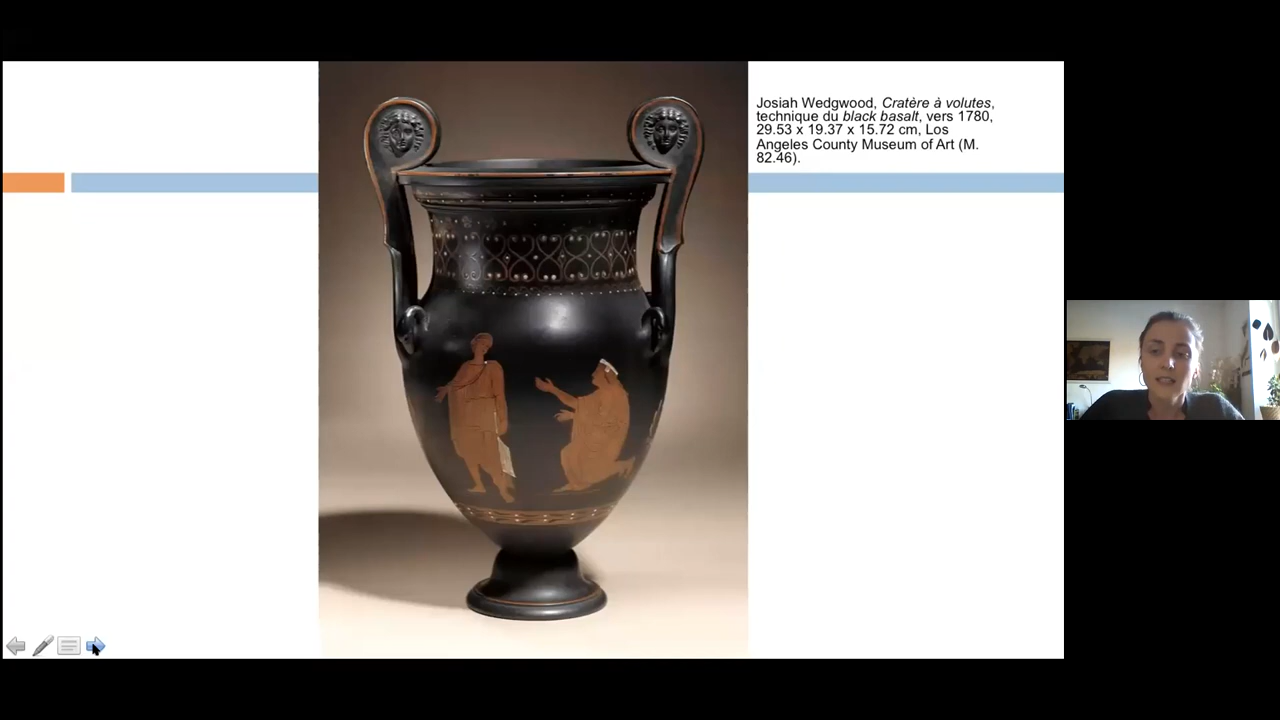 Josiah Wedgwood, Cratère à volutes,
technique du black basalt, vers 1780,
29.53 x 19.37 x 15.72 cm, Los
Angeles County Museum of Art (M.
82.46).